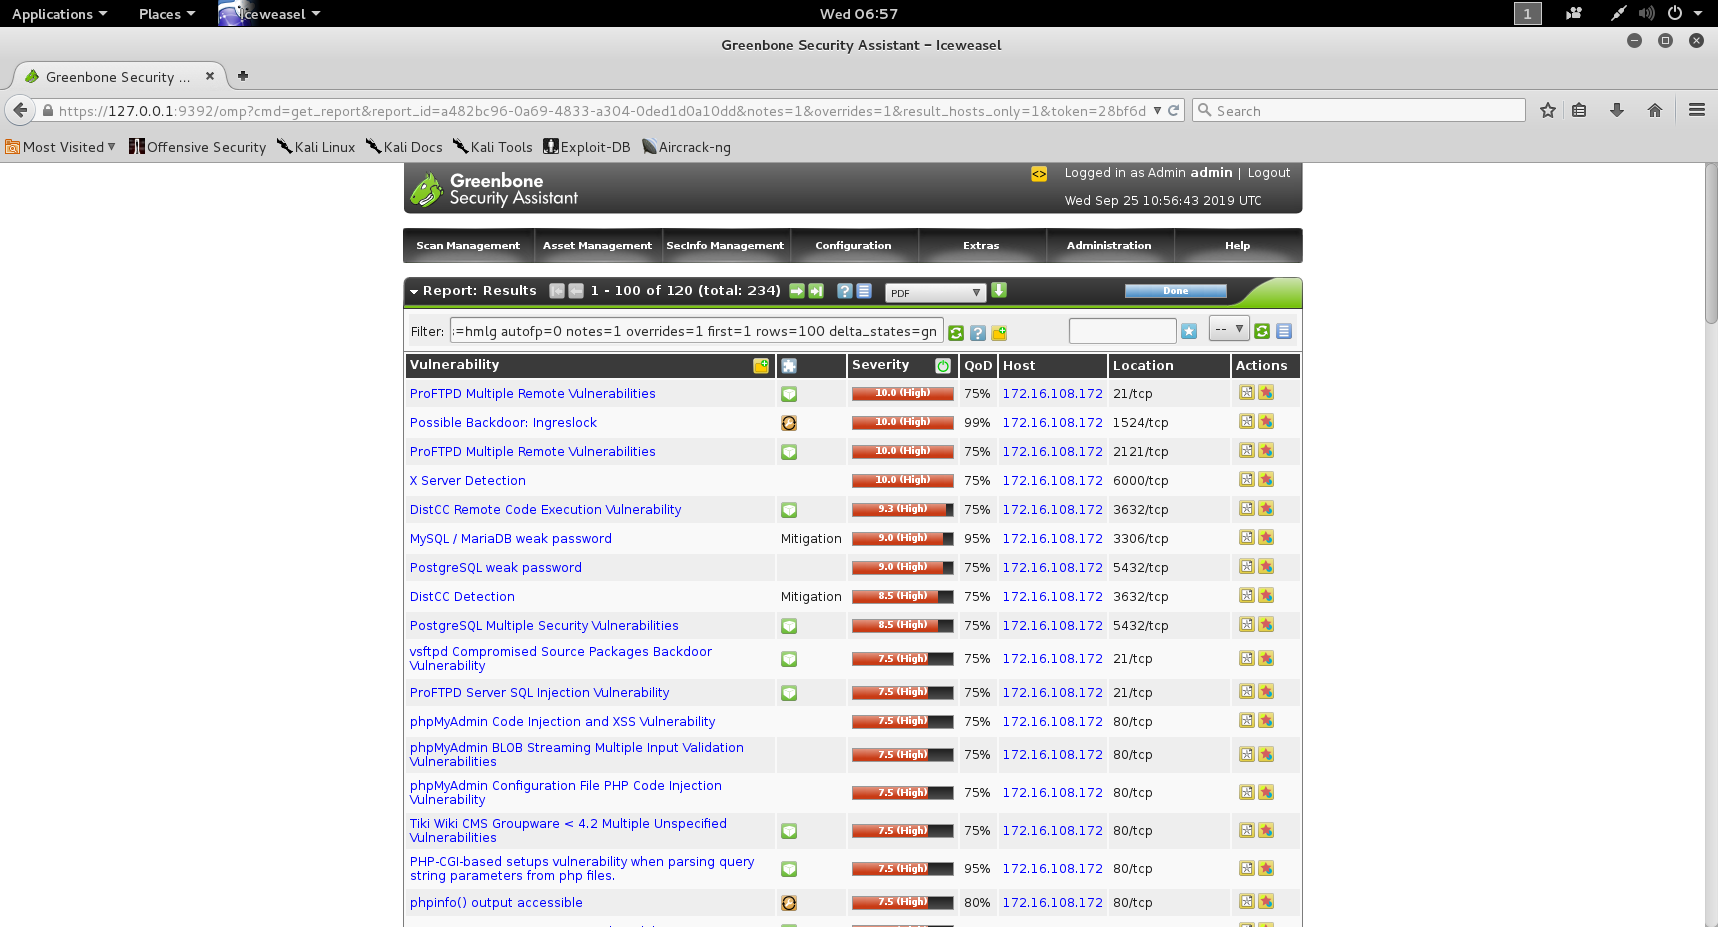 Applications Places Iceweasel Wed 06:57 1
Greenbone Security Assistant - Iceweasel
Greenbone Security ...
https://127.0.0.1:9392/omp?cmd=get_report&report_id=a482bc96-0a69-4833-a304-0ded1d0a10dd&notes=1&overrides=1&result_hosts_only=1&token=28bf6d Search
Most Visited Offensive Security Kali Linux Kali Docs Kali Tools Exploit-DB Aircrack-ng
Greenbone
Security Assistant
Logged in as Admin admin | Logout
Wed Sep 25 10:56:43 2019 UTC
Scan Management Asset Management SecInfo Management Configuration Extras Administration Help
Report: Results 1 - 100 of 120 (total: 234) ? PDF Done
Filter: :=hmlg autofp=0 notes=1 overrides=1 first=1 rows=100 delta_states=gn ? --
Vulnerability Severity QoD Host Location Actions
ProFTPD Multiple Remote Vulnerabilities 10.0 (High) 75% 172.16.108.172 21/tcp
Possible Backdoor: Ingreslock 10.0 (High) 99% 172.16.108.172 1524/tcp
ProFTPD Multiple Remote Vulnerabilities 10.0 (High) 75% 172.16.108.172 2121/tcp
X Server Detection 10.0 (High) 75% 172.16.108.172 6000/tcp
DistCC Remote Code Execution Vulnerability 9.3 (High) 75% 172.16.108.172 3632/tcp
MySQL / MariaDB weak password Mitigation 9.0 (High) 95% 172.16.108.172 3306/tcp
PostgreSQL weak password 9.0 (High) 75% 172.16.108.172 5432/tcp
DistCC Detection Mitigation 8.5 (High) 75% 172.16.108.172 3632/tcp
PostgreSQL Multiple Security Vulnerabilities 8.5 (High) 75% 172.16.108.172 5432/tcp
vsftpd Compromised Source Packages Backdoor
Vulnerability 7.5 (High) 75% 172.16.108.172 21/tcp
ProFTPD Server SQL Injection Vulnerability 7.5 (High) 75% 172.16.108.172 21/tcp
phpMyAdmin Code Injection and XSS Vulnerability 7.5 (High) 75% 172.16.108.172 80/tcp
phpMyAdmin BLOB Streaming Multiple Input Validation
Vulnerabilities 7.5 (High) 75% 172.16.108.172 80/tcp
phpMyAdmin Configuration File PHP Code Injection
Vulnerability 7.5 (High) 75% 172.16.108.172 80/tcp
Tiki Wiki CMS Groupware < 4.2 Multiple Unspecified
Vulnerabilities 7.5 (High) 75% 172.16.108.172 80/tcp
PHP-CGI-based setups vulnerability when parsing query
string parameters from php files. 7.5 (High) 95% 172.16.108.172 80/tcp
phpinfo() output accessible 7.5 (High) 80% 172.16.108.172 80/tcp